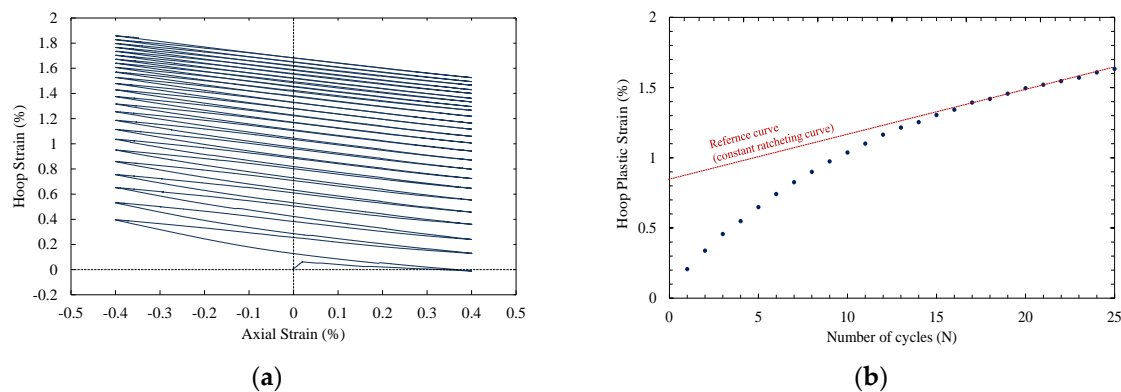 2
1.8
1.6
1.4
1.2
1
0.8
0.6
0.4
0.2
0
-0.2
Hoop Strain (%)
-0.5 -0.4 -0.3 -0.2 -0.1 0 0.1 0.2 0.3 0.4 0.5
Axial Strain (%)
(a)
2
1.5
1
0.5
0
Hoop Plastic Strain (%)
Refernce curve
(constant ratcheting curve)
0 5 10 15 20 25
Number of cycles (N)
(b)